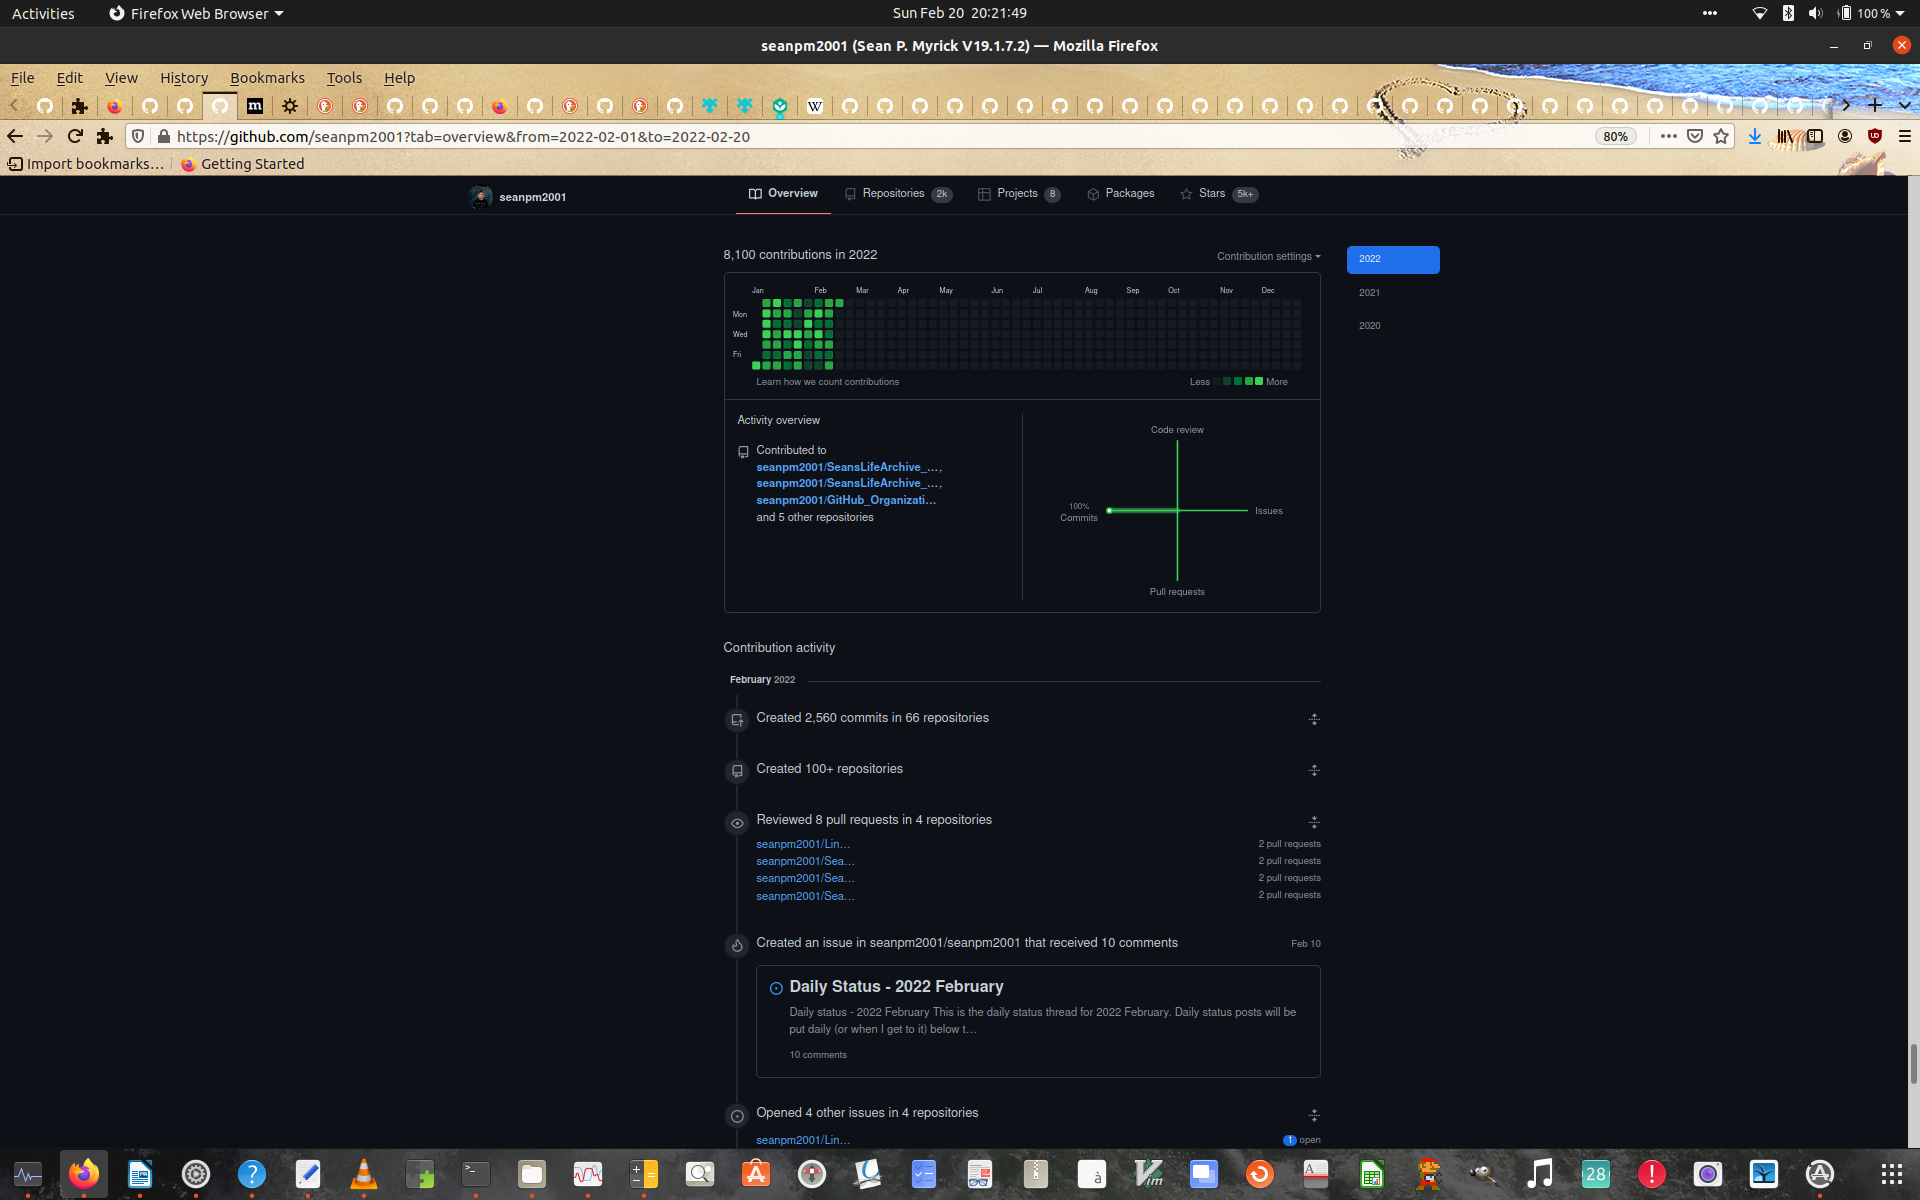 Activities
Firefox Web Browser
Sun Feb 20 20:21:49
100 %
seanpm2001 (Sean P. Myrick V19.1.7.2) — Mozilla Firefox
File Edit View History Bookmarks Tools Help
https://github.com/seanpm2001?tab=overview&from=2022-02-01&to=2022-02-20
80%
Import bookmarks…
Getting Started
seanpm2001
Overview
Repositories 2k
Projects 8
Packages
Stars 5k+
8,100 contributions in 2022
Contribution settings
2022
2021
2020
Jan Feb Mar Apr May Jun Jul Aug Sep Oct Nov Dec
Mon
Wed
Fri
Learn how we count contributions
Less More
Activity overview
Contributed to
seanpm2001/SeansLifeArchive_…,
seanpm2001/SeansLifeArchive_…,
seanpm2001/GitHub_Organizati…
and 5 other repositories
Code review
100%
Commits
Issues
Pull requests
Contribution activity
February 2022
Created 2,560 commits in 66 repositories
Created 100+ repositories
Reviewed 8 pull requests in 4 repositories
seanpm2001/Lin… 2 pull requests
seanpm2001/Sea… 2 pull requests
seanpm2001/Sea… 2 pull requests
seanpm2001/Sea… 2 pull requests
Created an issue in seanpm2001/seanpm2001 that received 10 comments
Feb 10
Daily Status - 2022 February
Daily status - 2022 February This is the daily status thread for 2022 February. Daily status posts will be
put daily (or when I get to it) below t…
10 comments
Opened 4 other issues in 4 repositories
seanpm2001/Lin… 1 open
28